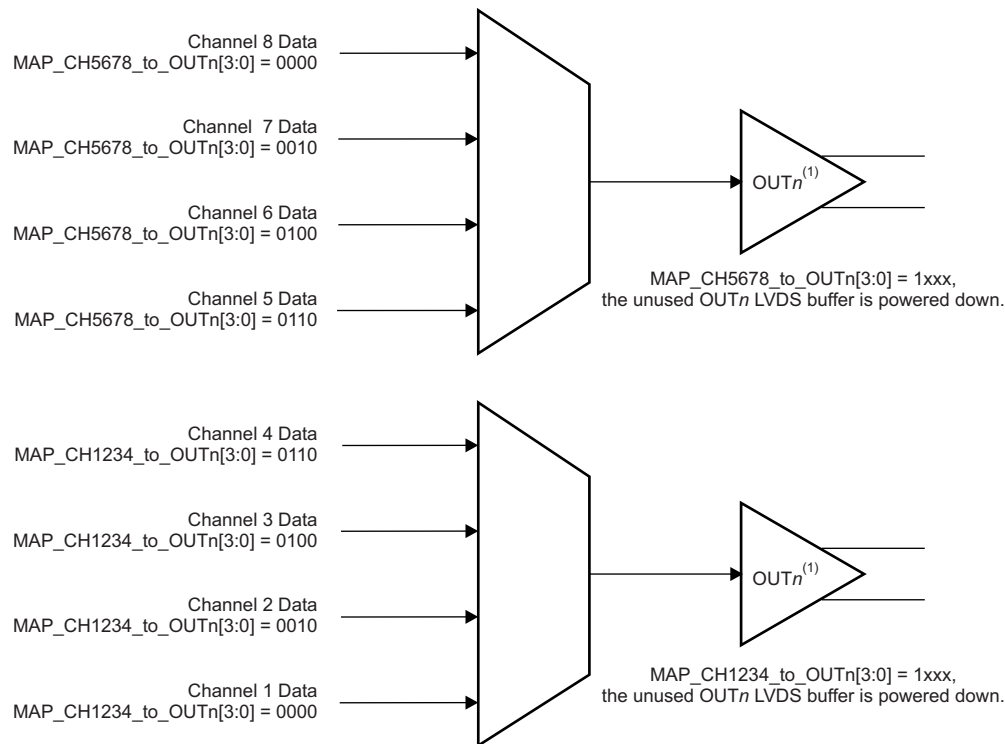 Channel 8 Data
MAP_CH5678_to_OUTn[3:0] = 0000
Channel 7 Data
MAP_CH5678_to_OUTn[3:0] = 0010
Channel 6 Data
MAP_CH5678_to_OUTn[3:0] = 0100
Channel 5 Data
MAP_CH5678_to_OUTn[3:0] = 0110
OUTn(1)
MAP_CH5678_to_OUTn[3:0] = 1xxx,
the unused OUTn LVDS buffer is powered down.
Channel 4 Data
MAP_CH1234_to_OUTn[3:0] = 0110
Channel 3 Data
MAP_CH1234_to_OUTn[3:0] = 0100
Channel 2 Data
MAP_CH1234_to_OUTn[3:0] = 0010
Channel 1 Data
MAP_CH1234_to_OUTn[3:0] = 0000
OUTn(1)
MAP_CH1234_to_OUTn[3:0] = 1xxx,
the unused OUTn LVDS buffer is powered down.